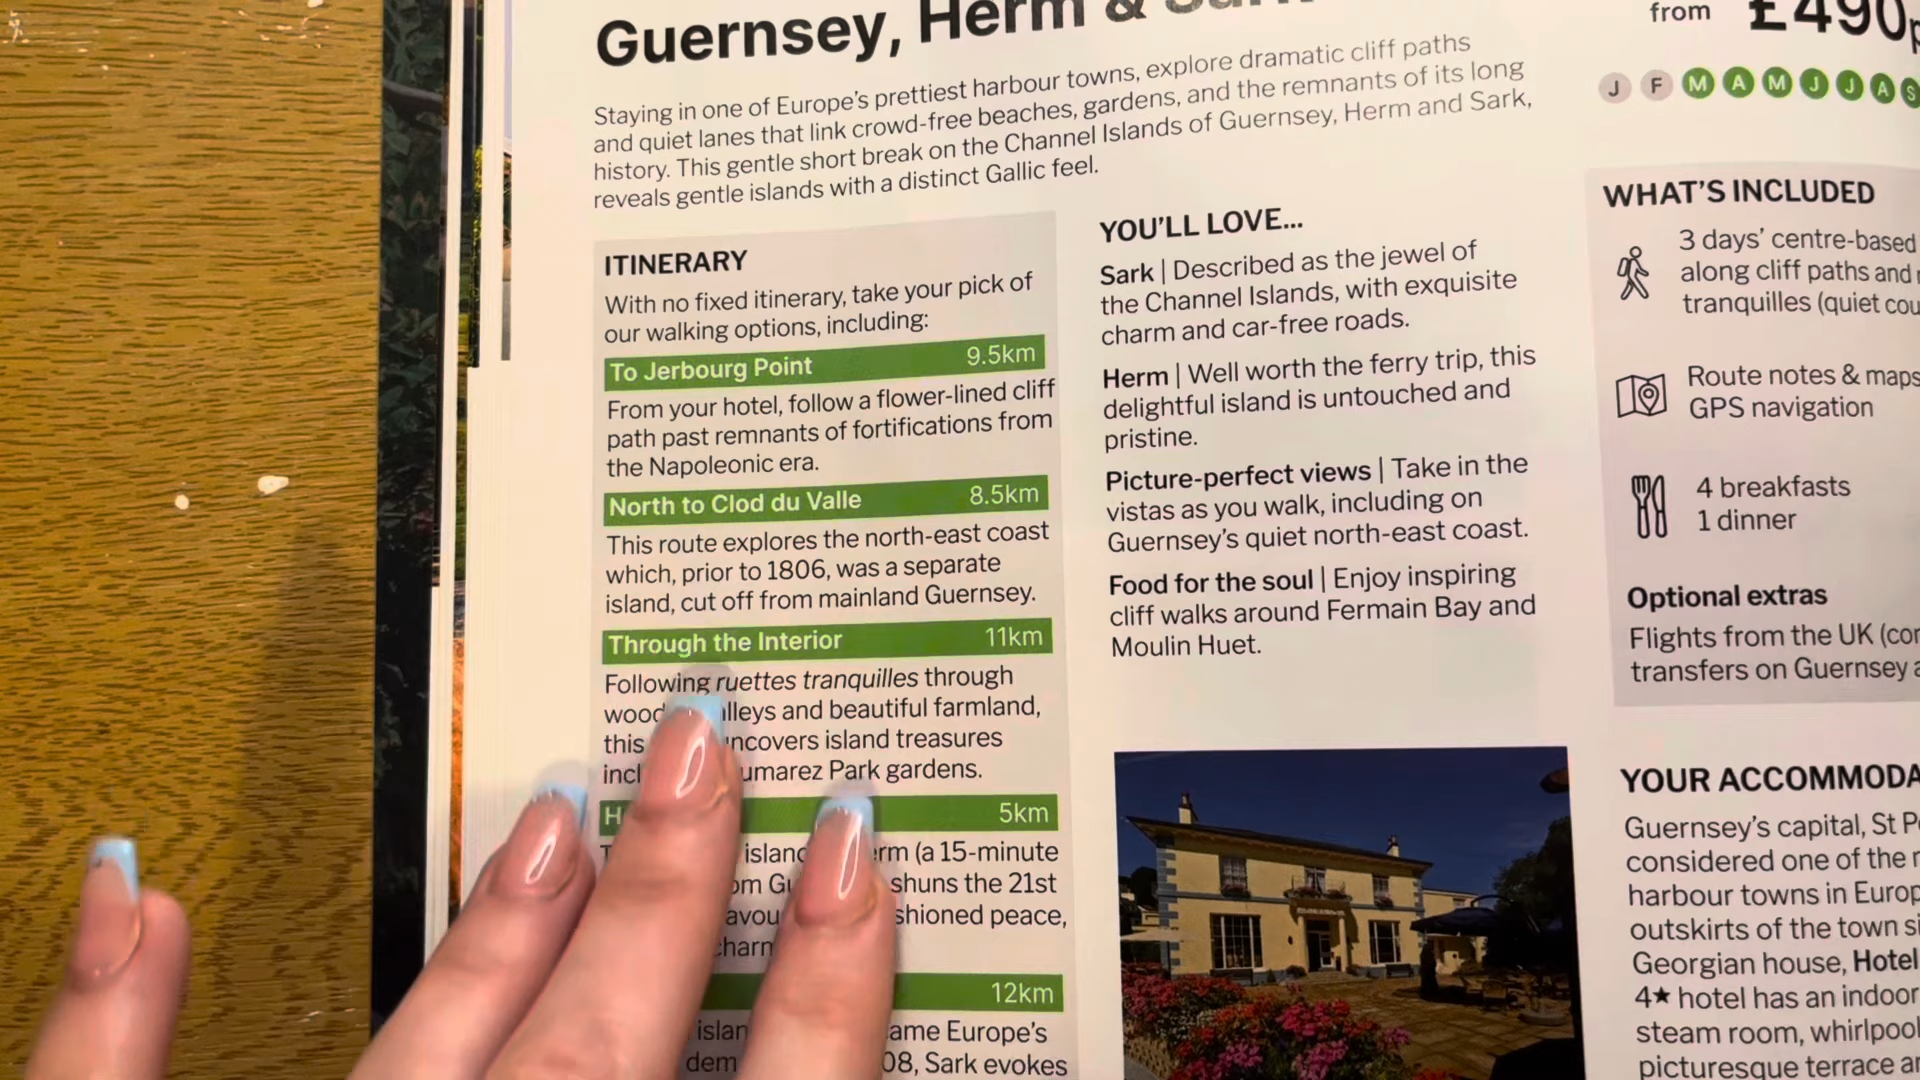 Guernsey, Herm &
from £490
Staying in one of Europe's prettiest harbour towns, explore dramatic cliff paths
and quiet lanes that link crowd-free beaches, gardens, and the remnants of its long
history. This gentle short break on the Channel Islands of Guernsey, Herm and Sark,
reveals gentle islands with a distinct Gallic feel.
J F M A M J J A S
ITINERARY
With no fixed itinerary, take your pick of
our walking options, including:
To Jerbourg Point 9.5km
From your hotel, follow a flower-lined cliff
path past remnants of fortifications from
the Napoleonic era.
North to Clod du Valle 8.5km
This route explores the north-east coast
which, prior to 1806, was a separate
island, cut off from mainland Guernsey.
Through the Interior 11km
Following ruettes tranquilles through
valleys and beautiful farmland,
this uncovers island treasures
Park gardens.
5km
(a 15-minute
shuns the 21st
peace,
12km
Europe's
Sark evokes
YOU'LL LOVE...
Sark | Described as the jewel of
the Channel Islands, with exquisite
charm and car-free roads.
Herm | Well worth the ferry trip, this
delightful island is untouched and
pristine.
Picture-perfect views | Take in the
vistas as you walk, including on
Guernsey's quiet north-east coast.
Food for the soul | Enjoy inspiring
cliff walks around Fermain Bay and
Moulin Huet.
WHAT'S INCLUDED
3 days' centre-based
along cliff paths and
tranquilles (quiet
Route notes & maps
GPS navigation
4 breakfasts
1 dinner
Optional extras
Flights from the UK
transfers on Guernsey
YOUR
Guernsey's capital, St
considered one of the
harbour towns in
outskirts of the town
Georgian house, Hotel
4★ hotel has an indoor
steam room, whirlpool
picturesque terrace